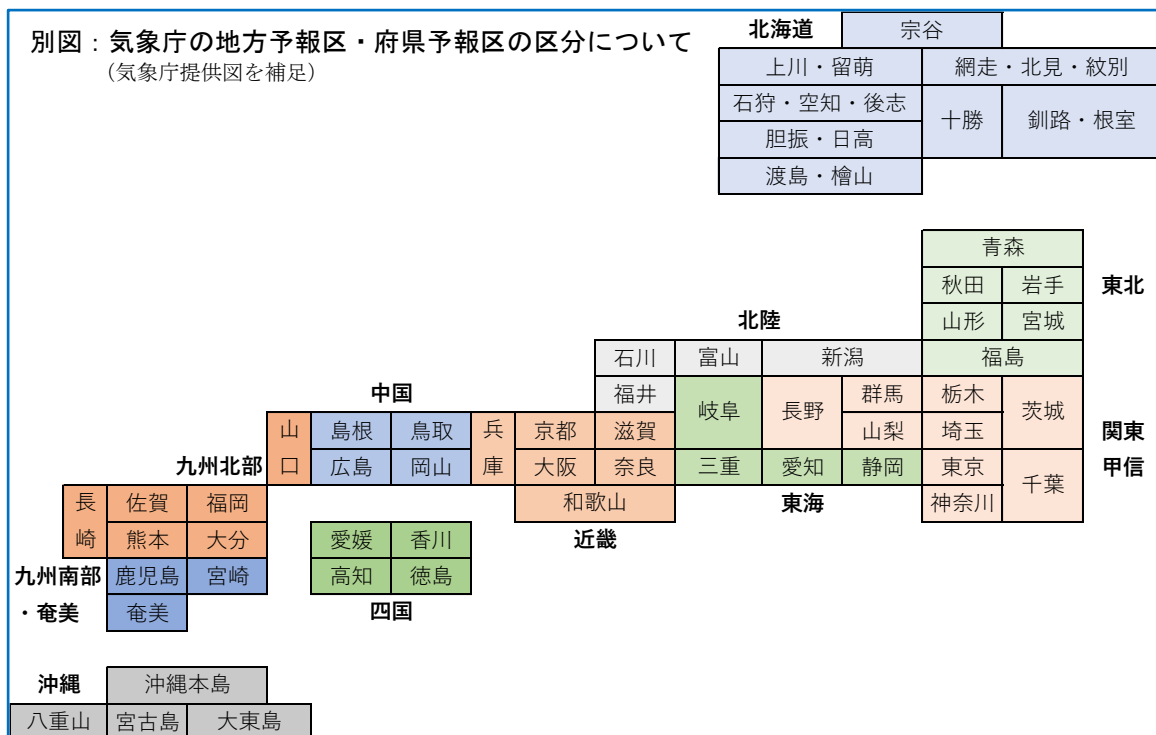 別図：気象庁の地方予報区・府県予報区の区分について
（気象庁提供図を補足）
北海道 宗谷
上川・留萌 網走・北見・紋別
石狩・空知・後志 十勝 釧路・根室
胆振・日高
渡島・檜山
青森
秋田 岩手 東北
北陸 山形 宮城
石川 富山 新潟 福島
中国 福井 岐阜 長野 群馬 栃木 茨城
山口 島根 鳥取 兵庫 京都 滋賀 山梨 埼玉 関東
九州北部 広島 岡山 大阪 奈良 三重 愛知 静岡 東京 千葉 甲信
長崎 佐賀 福岡 和歌山 東海 神奈川
熊本 大分 愛媛 香川 近畿
九州南部 鹿児島 宮崎 高知 徳島
・奄美 奄美 四国
沖縄 沖縄本島
八重山 宮古島 大東島